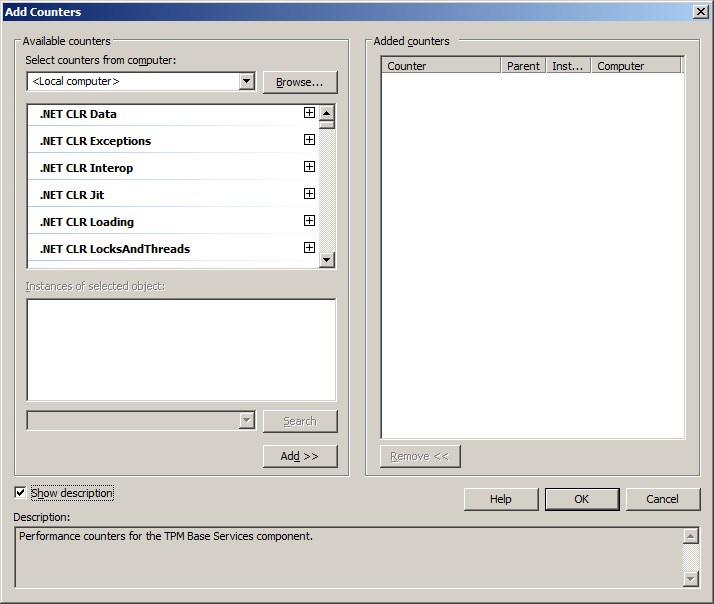 Add Counters
Available counters
Select counters from computer:
<Local computer>
Browse...
.NET CLR Data
.NET CLR Exceptions
.NET CLR Interop
.NET CLR Jit
.NET CLR Loading
.NET CLR LocksAndThreads
Instances of selected object:
Search
Add >>
Added counters
Counter Parent Inst... Computer
Remove <<
Show description
Help OK Cancel
Description:
Performance counters for the TPM Base Services component.